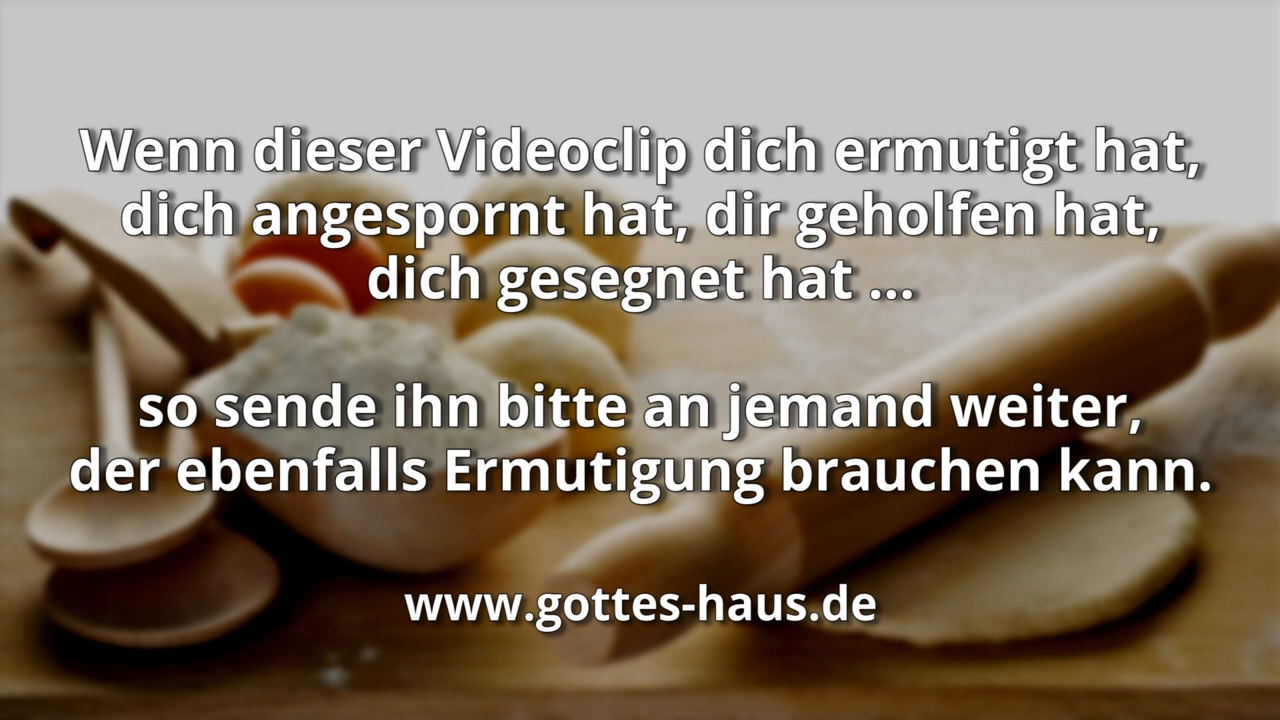 Wenn dieser Videoclip dich ermutigt hat,
dich angespornt hat, dir geholfen hat,
dich gesegnet hat ...
so sende ihn bitte an jemand weiter,
der ebenfalls Ermutigung brauchen kann.
www.gottes-haus.de